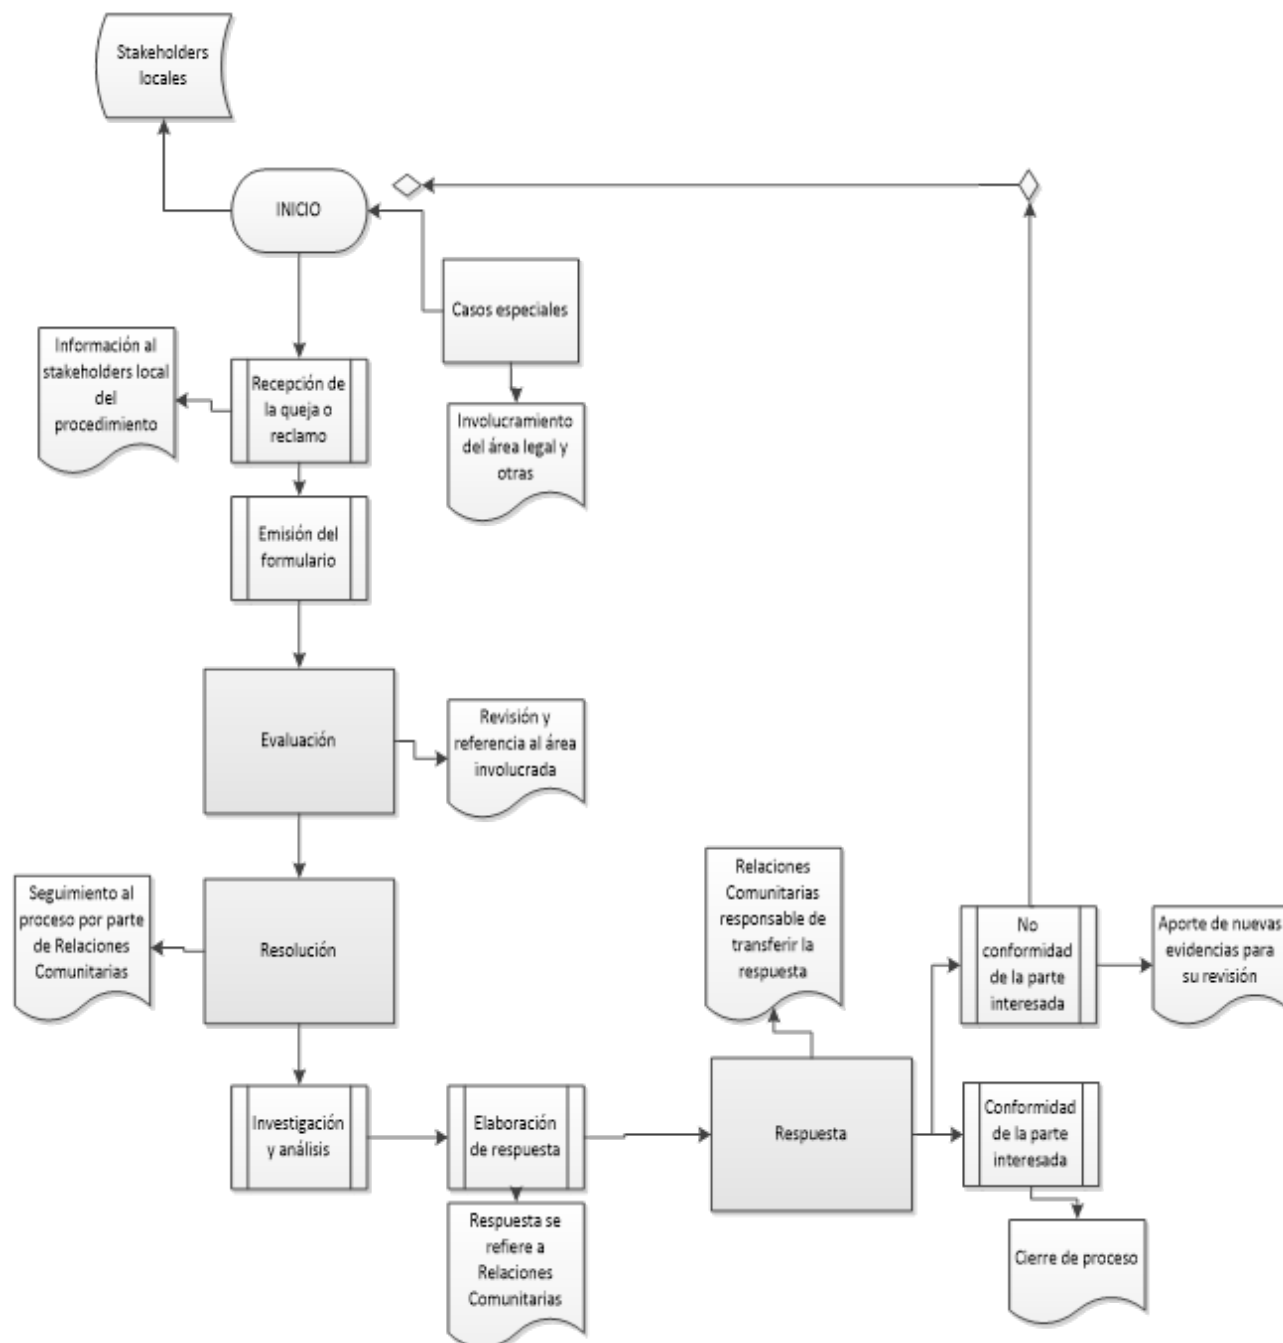 Stakeholders
locales
INICIO
Casos especiales
Información al
stakeholders local
del
procedimiento
Recepción de
la queja o
reclamo
Involucramiento
del área legal y
otras
Emisión del
formulario
Evaluación
Revisión y
referencia al área
involucrada
Seguimiento al
proceso por parte
de Relaciones
Comunitarias
Resolución
Relaciones
Comunitarias
responsable de
transferir la
respuesta
No
conformidad
de la parte
interesada
Aporte de nuevas
evidencias para
su revisión
Investigación
y análisis
Elaboración
de respuesta
Respuesta
Conformidad
de la parte
interesada
Respuesta se
refiere a
Relaciones
Comunitarias
Cierre de proceso